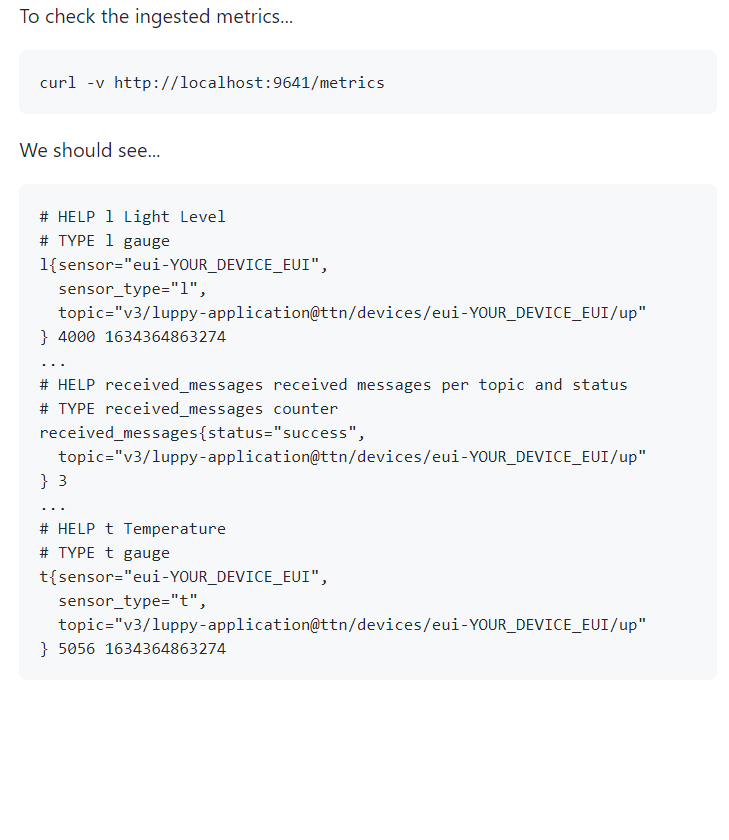 To check the ingested metrics…
curl -v http://localhost:9641/metrics
We should see…
# HELP l Light Level
# TYPE l gauge
l{sensor="eui-YOUR_DEVICE_EUI",
  sensor_type="l",
  topic="v3/luppy-application@ttn/devices/eui-YOUR_DEVICE_EUI/up"
} 4000 1634364863274
...
# HELP received_messages received messages per topic and status
# TYPE received_messages counter
received_messages{status="success",
  topic="v3/luppy-application@ttn/devices/eui-YOUR_DEVICE_EUI/up"
} 3
...
# HELP t Temperature
# TYPE t gauge
t{sensor="eui-YOUR_DEVICE_EUI",
  sensor_type="t",
  topic="v3/luppy-application@ttn/devices/eui-YOUR_DEVICE_EUI/up"
} 5056 1634364863274